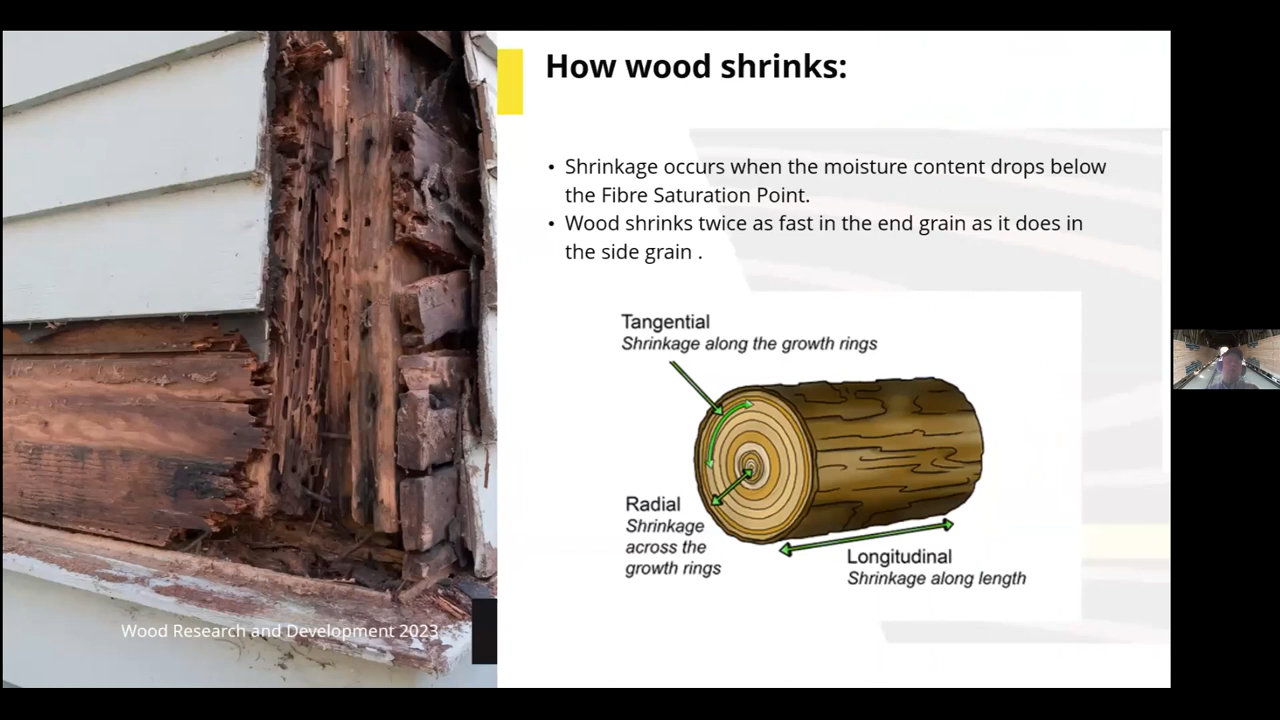 How wood shrinks:
• Shrinkage occurs when the moisture content drops below
the Fibre Saturation Point.
• Wood shrinks twice as fast in the end grain as it does in
the side grain .
Tangential
Shrinkage along the growth rings
Radial
Shrinkage
across the
growth rings
Longitudinal
Shrinkage along length
Wood Research and Development 2023